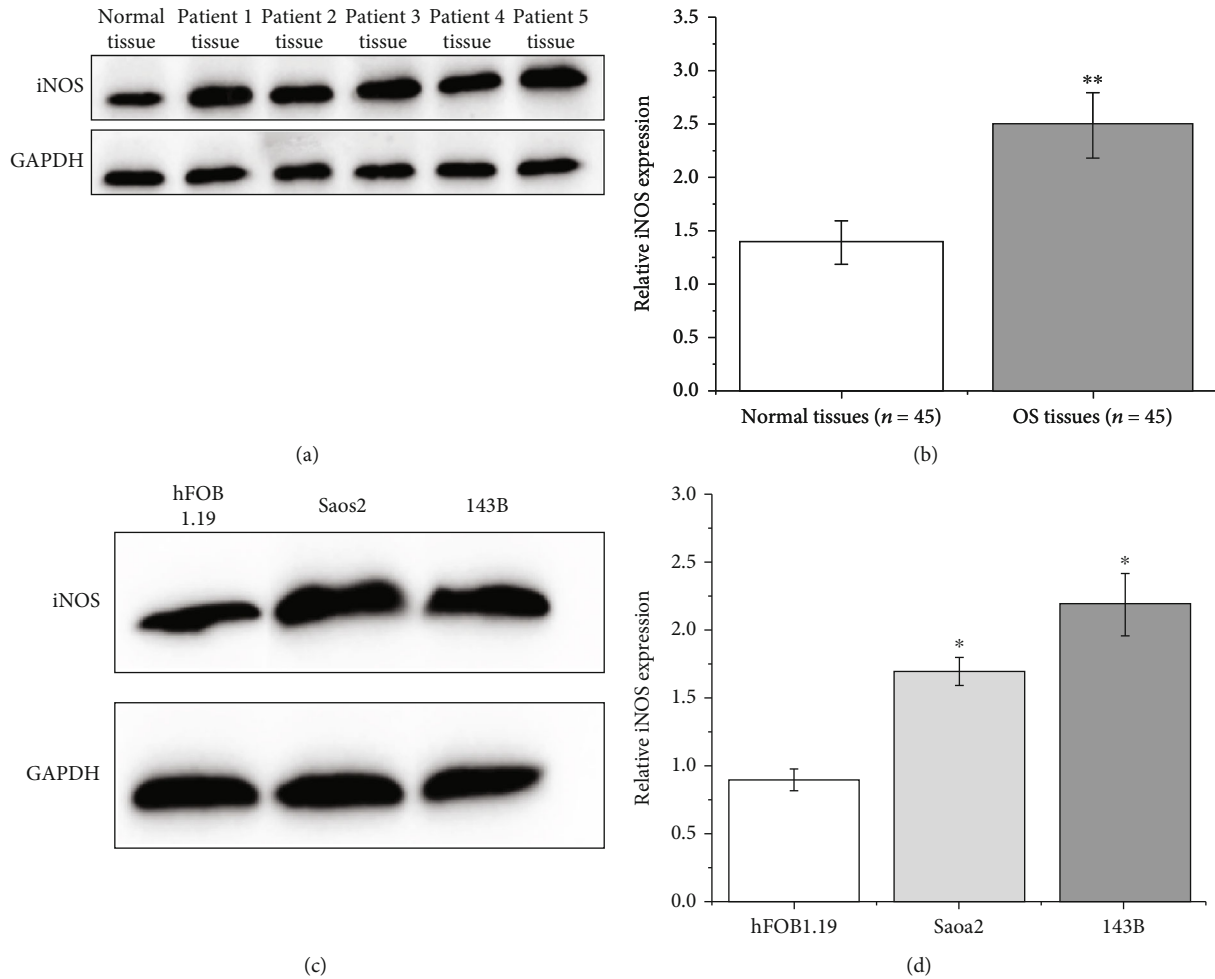 Normal tissue
Patient 1 tissue
Patient 2 tissue
Patient 3 tissue
Patient 4 tissue
Patient 5 tissue
iNOS
GAPDH
(a)
Relative iNOS expression
3.5
3.0
2.5
2.0
1.5
1.0
0.5
0.0
**
Normal tissues (n = 45)
OS tissues (n = 45)
(b)
hFOB
1.19
Saos2
143B
iNOS
GAPDH
(c)
Relative iNOS expression
3.0
2.5
2.0
1.5
1.0
0.5
0.0
*
*
hFOB1.19
Saoa2
143B
(d)